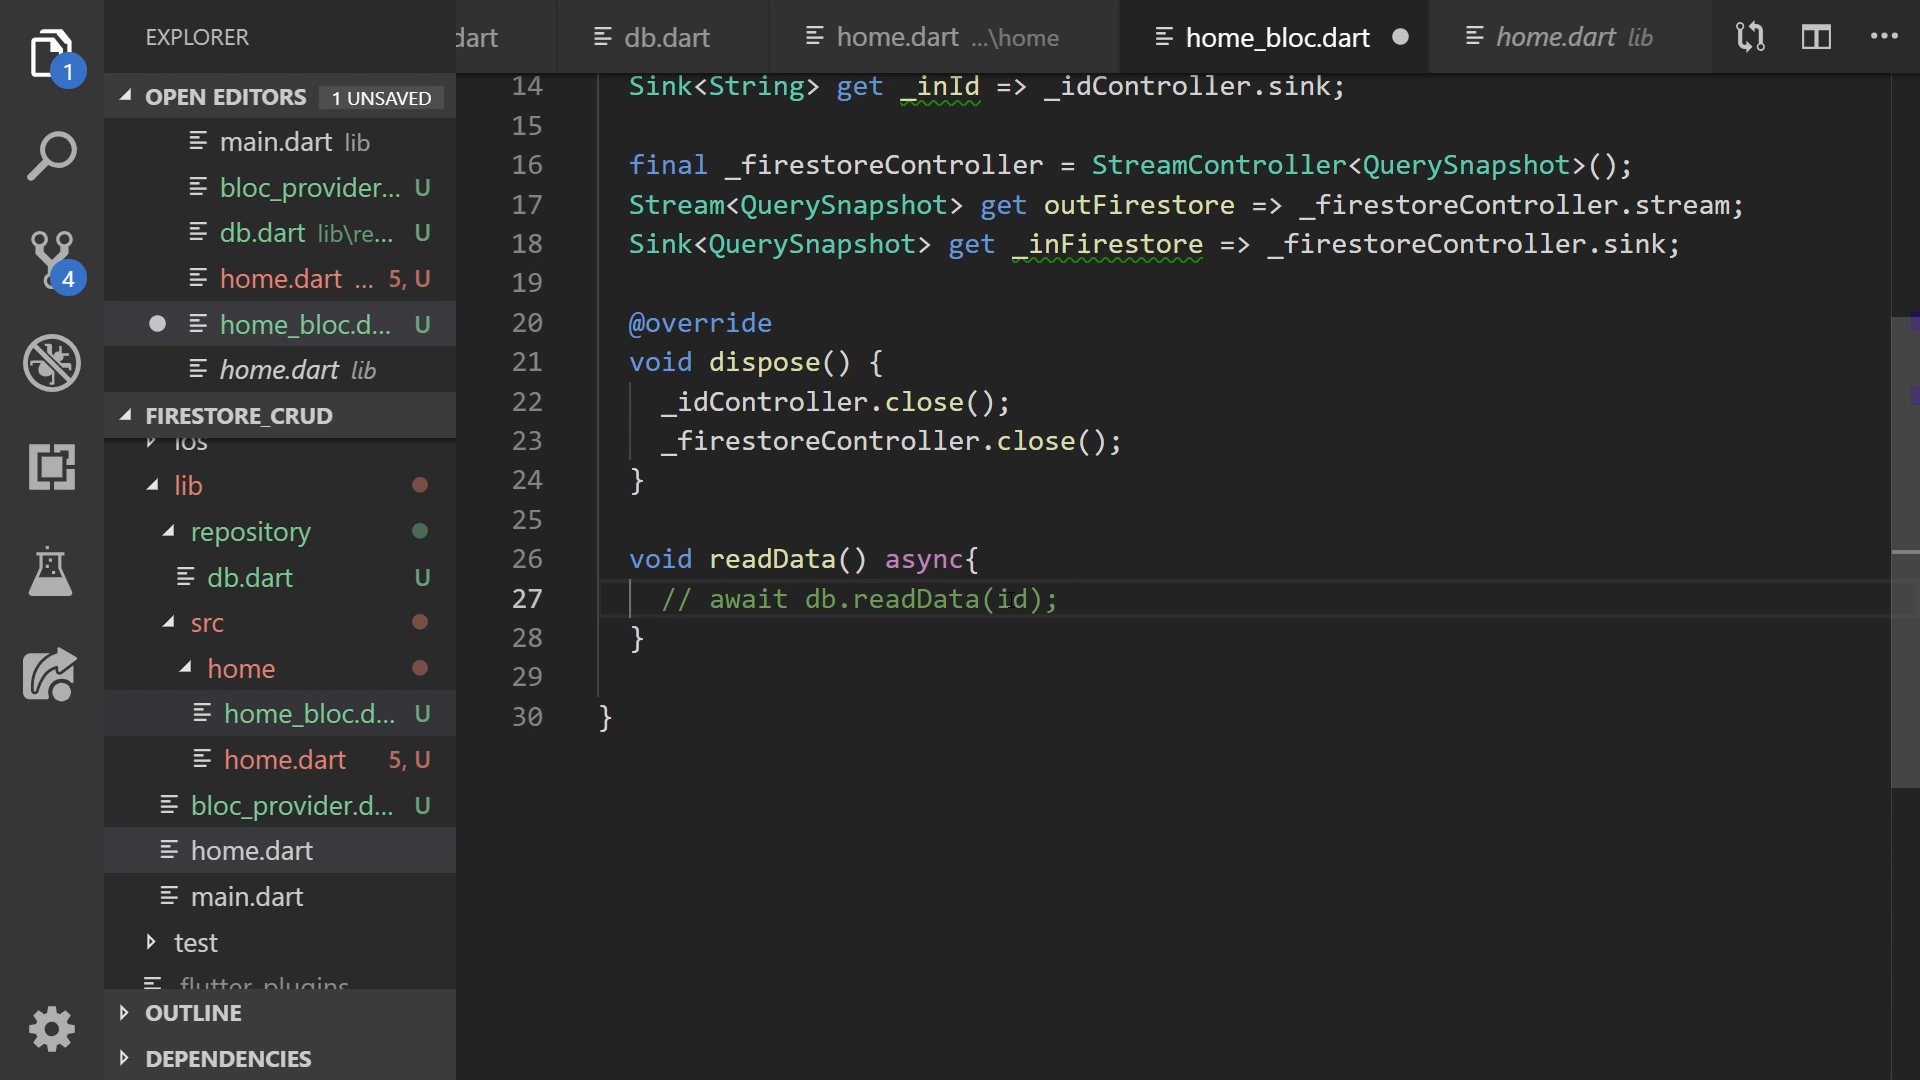 EXPLORER
dart
db.dart
home.dart ...\home
home_bloc.dart
home.dart lib
1
OPEN EDITORS
1 UNSAVED
main.dart lib
bloc_provider... U
db.dart lib\re... U
home.dart ... 5, U
home_bloc.d... U
home.dart lib
4
FIRESTORE_CRUD
ios
lib
repository
db.dart U
src
home
home_bloc.d... U
home.dart 5, U
bloc_provider.d... U
home.dart
main.dart
test
.flutter-plugins
OUTLINE
DEPENDENCIES
14 Sink<String> get _inId => _idController.sink;
15
16 final _firestoreController = StreamController<QuerySnapshot>();
17 Stream<QuerySnapshot> get outFirestore => _firestoreController.stream;
18 Sink<QuerySnapshot> get _inFirestore => _firestoreController.sink;
19
20 @override
21 void dispose() {
22 _idController.close();
23 _firestoreController.close();
24 }
25
26 void readData() async{
27 // await db.readData(id);
28 }
29
30 }